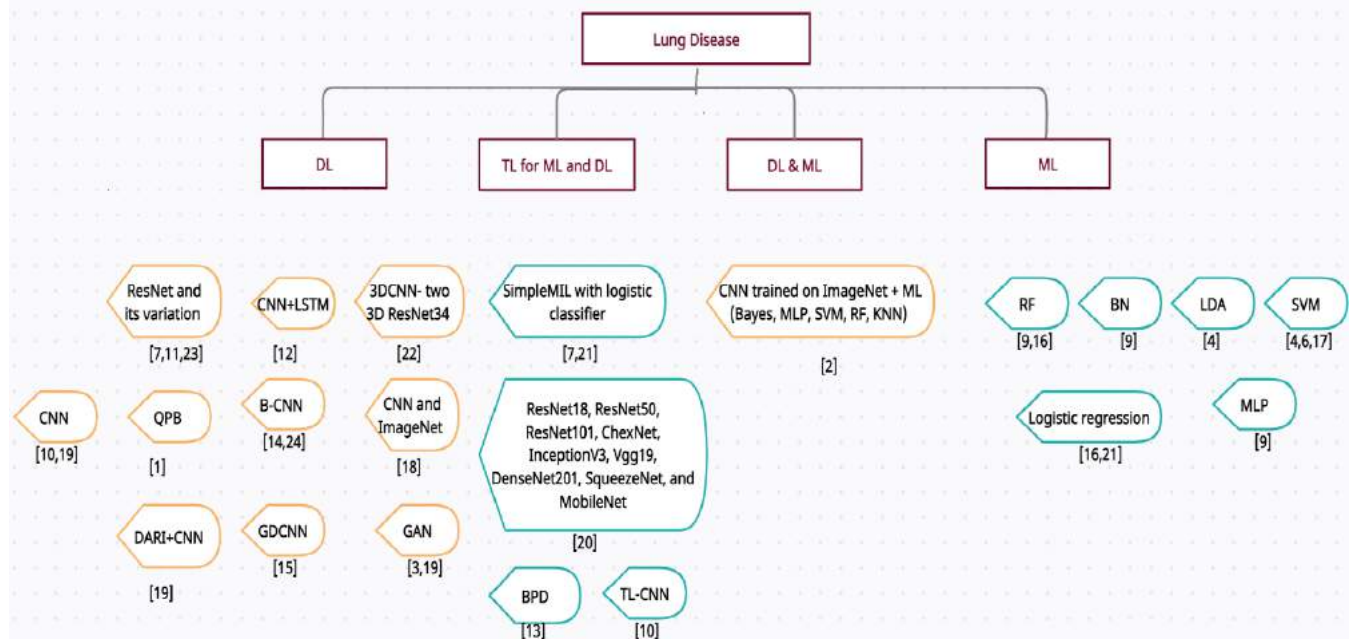 Lung Disease
DL
TL for ML and DL
DL & ML
ML
ResNet and
its variation
[7,11,23]
CNN+LSTM
[12]
3DCNN- two
3D ResNet34
[22]
SimpleMIL with logistic
classifier
[7,21]
CNN trained on ImageNet + ML
(Bayes, MLP, SVM, RF, KNN)
[2]
RF
[9,16]
BN
[9]
LDA
[4]
SVM
[4,6,17]
CNN
[10,19]
QPB
[1]
B-CNN
[14,24]
CNN and
ImageNet
[18]
ResNet18, ResNet50,
ResNet101, ChexNet,
InceptionV3, Vgg19,
DenseNet201, SqueezeNet, and
MobileNet
[20]
Logistic regression
[16,21]
MLP
[9]
DARI+CNN
[19]
GDCNN
[15]
GAN
[3,19]
BPD
[13]
TL-CNN
[10]